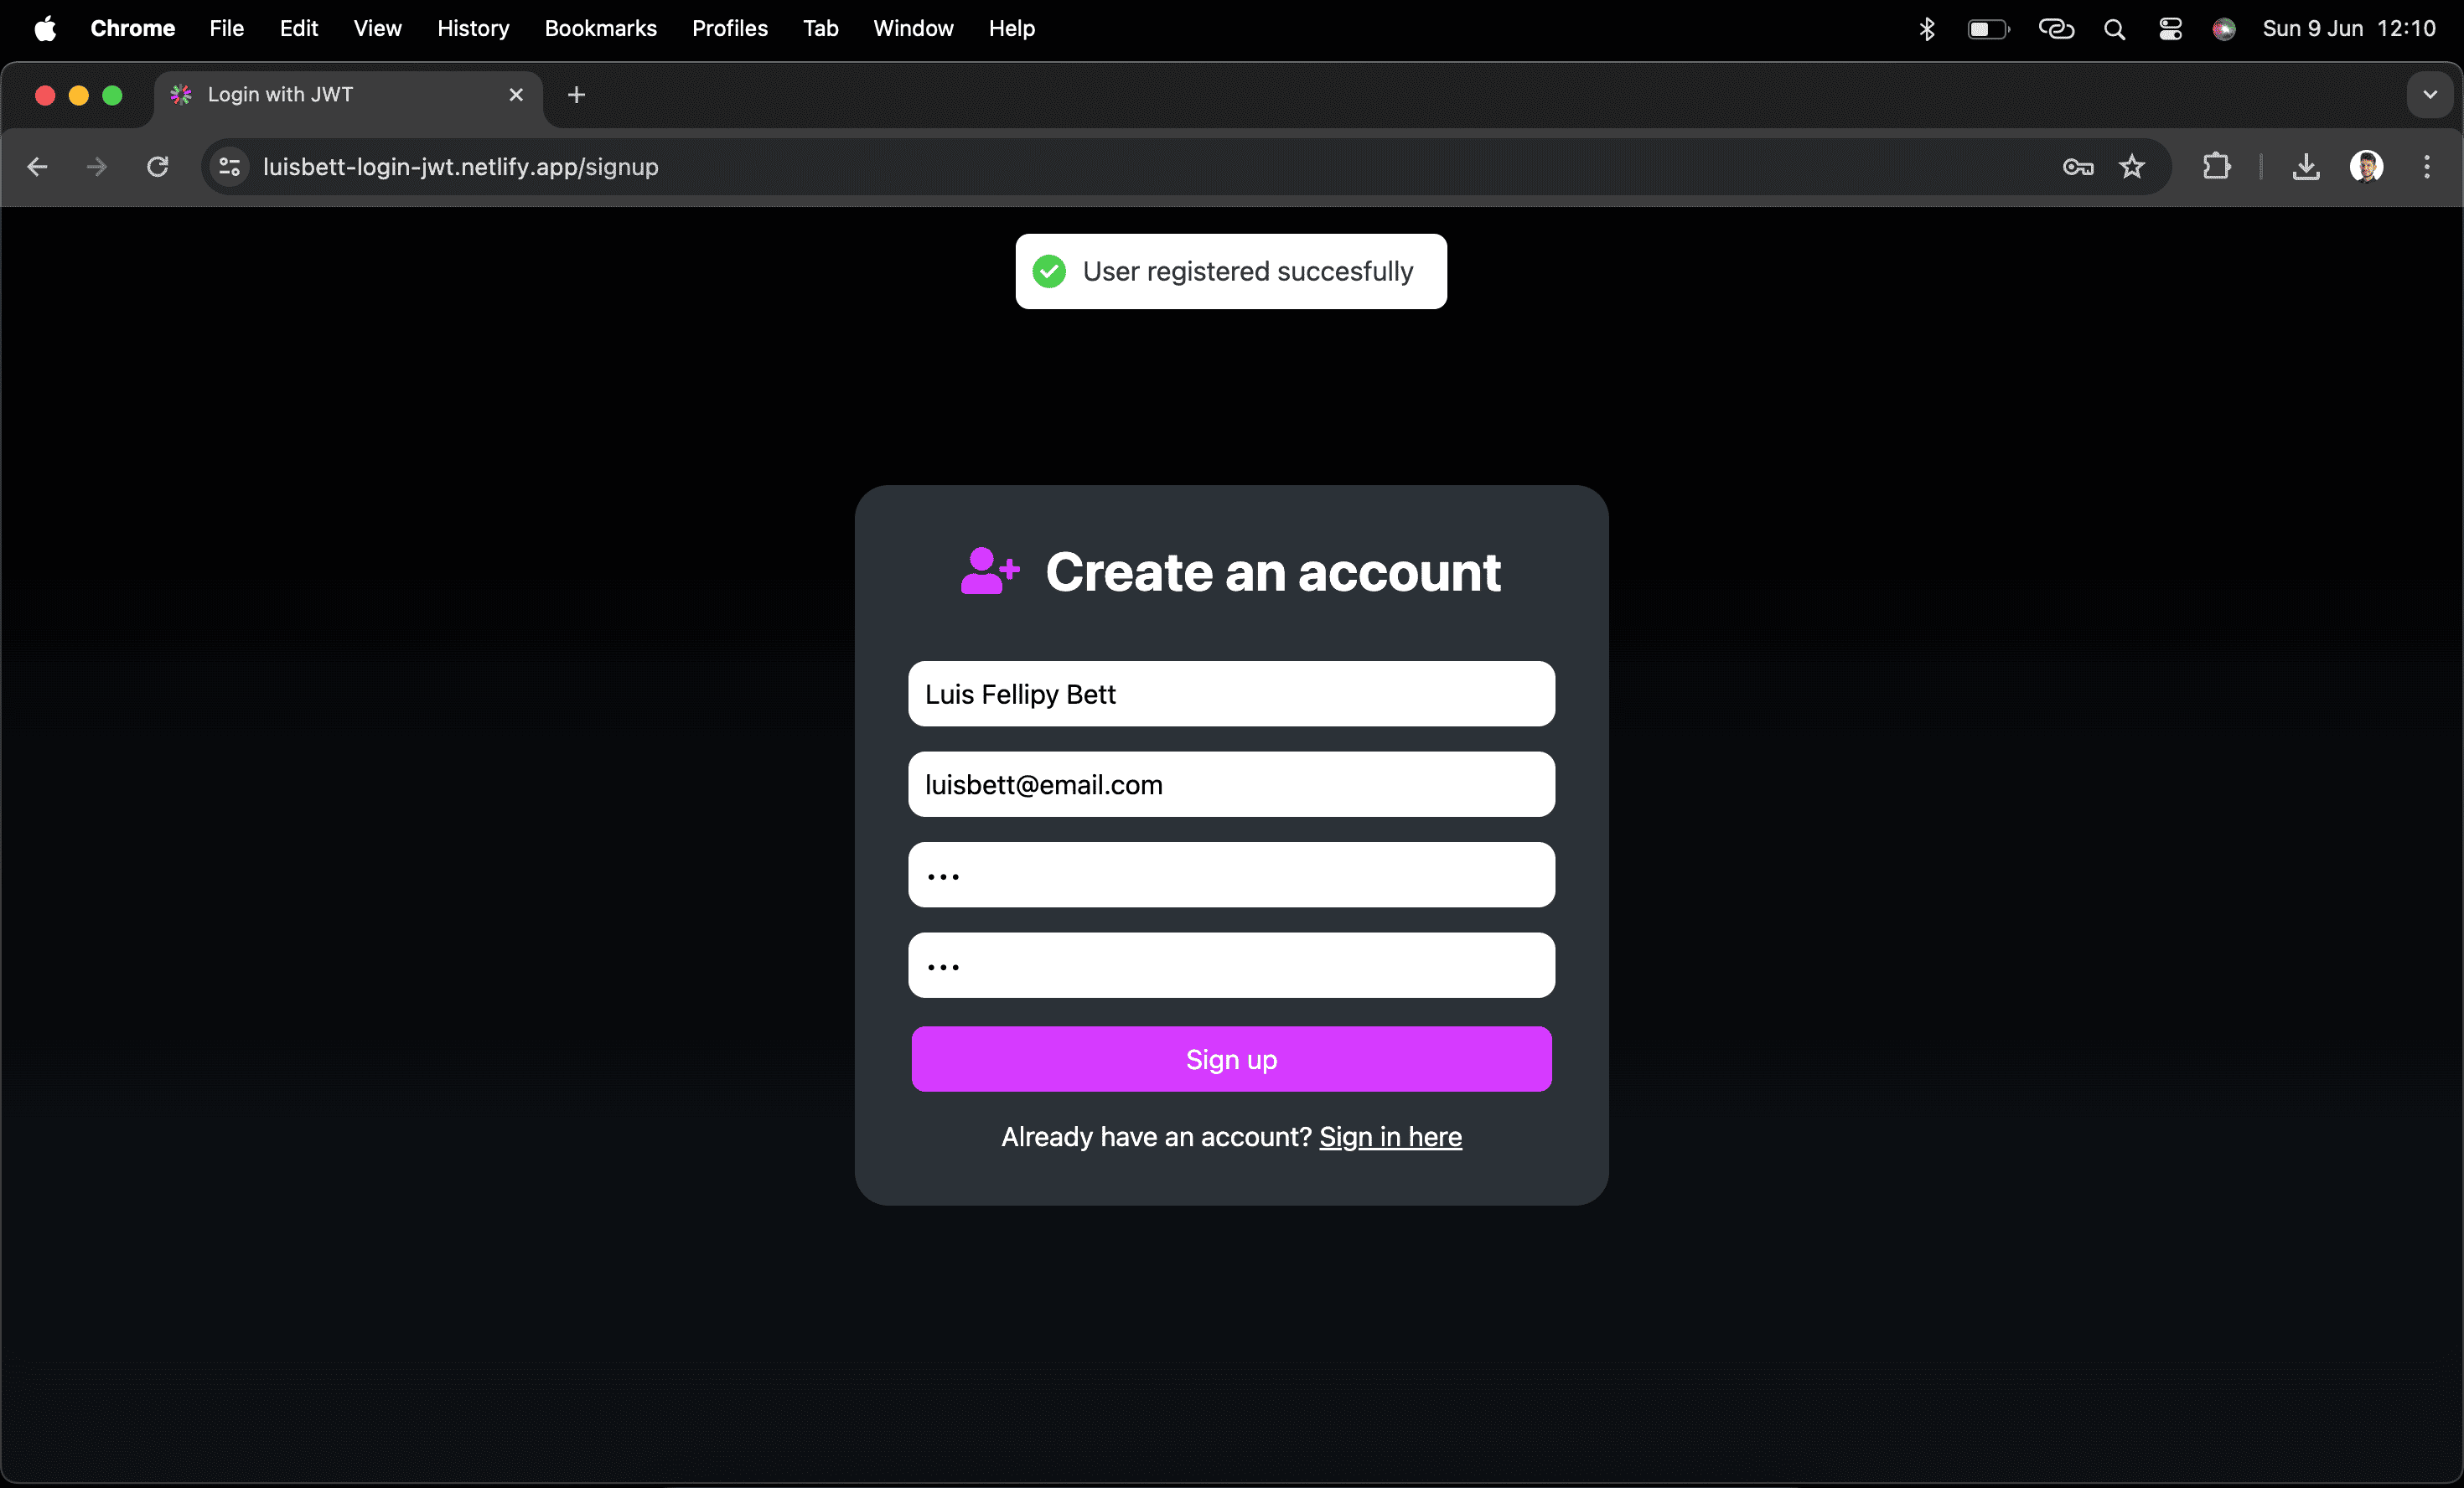 Chrome File Edit View History Bookmarks Profiles Tab Window Help Sun 9 Jun 12:10
Login with JWT
luisbett-login-jwt.netlify.app/signup
User registered succesfully
Create an account
Luis Fellipy Bett
luisbett@email.com
•••
•••
Sign up
Already have an account? Sign in here